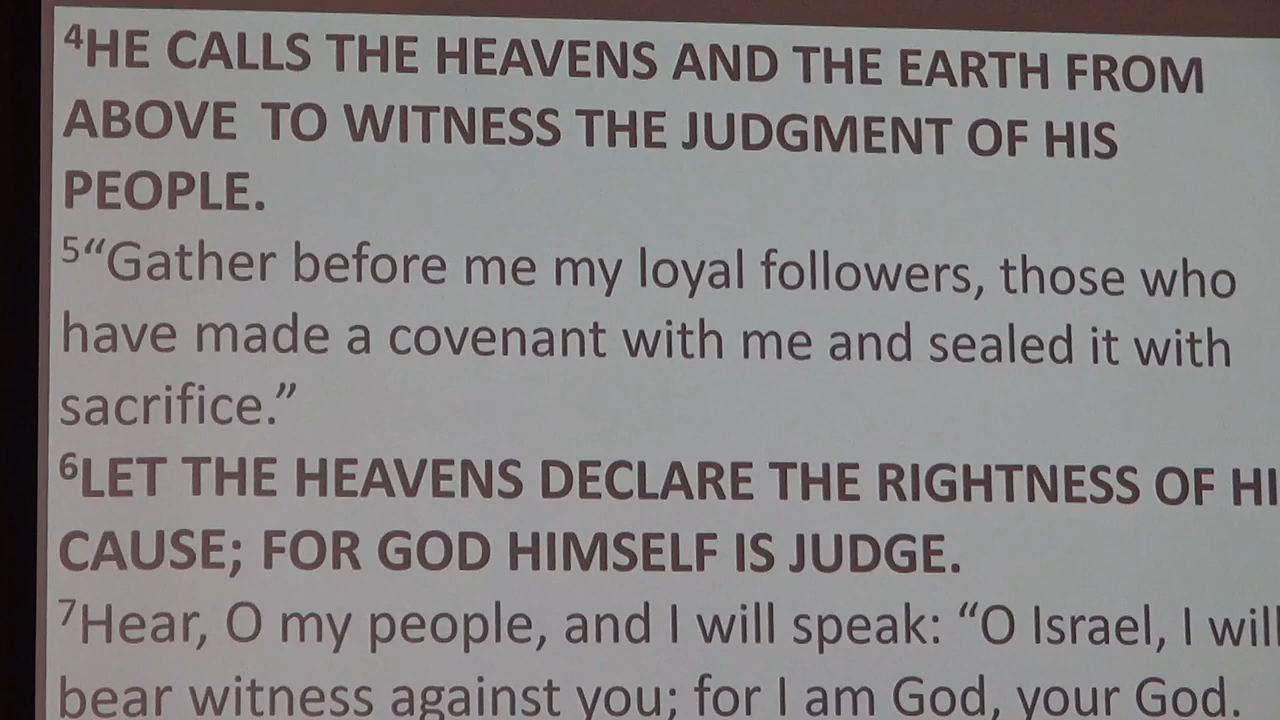 ⁴HE CALLS THE HEAVENS AND THE EARTH FROM
ABOVE TO WITNESS THE JUDGMENT OF HIS
PEOPLE.
⁵“Gather before me my loyal followers, those who
have made a covenant with me and sealed it with
sacrifice.”
⁶LET THE HEAVENS DECLARE THE RIGHTNESS OF HI
CAUSE; FOR GOD HIMSELF IS JUDGE.
⁷Hear, O my people, and I will speak: “O Israel, I will
bear witness against you; for I am God, your God.